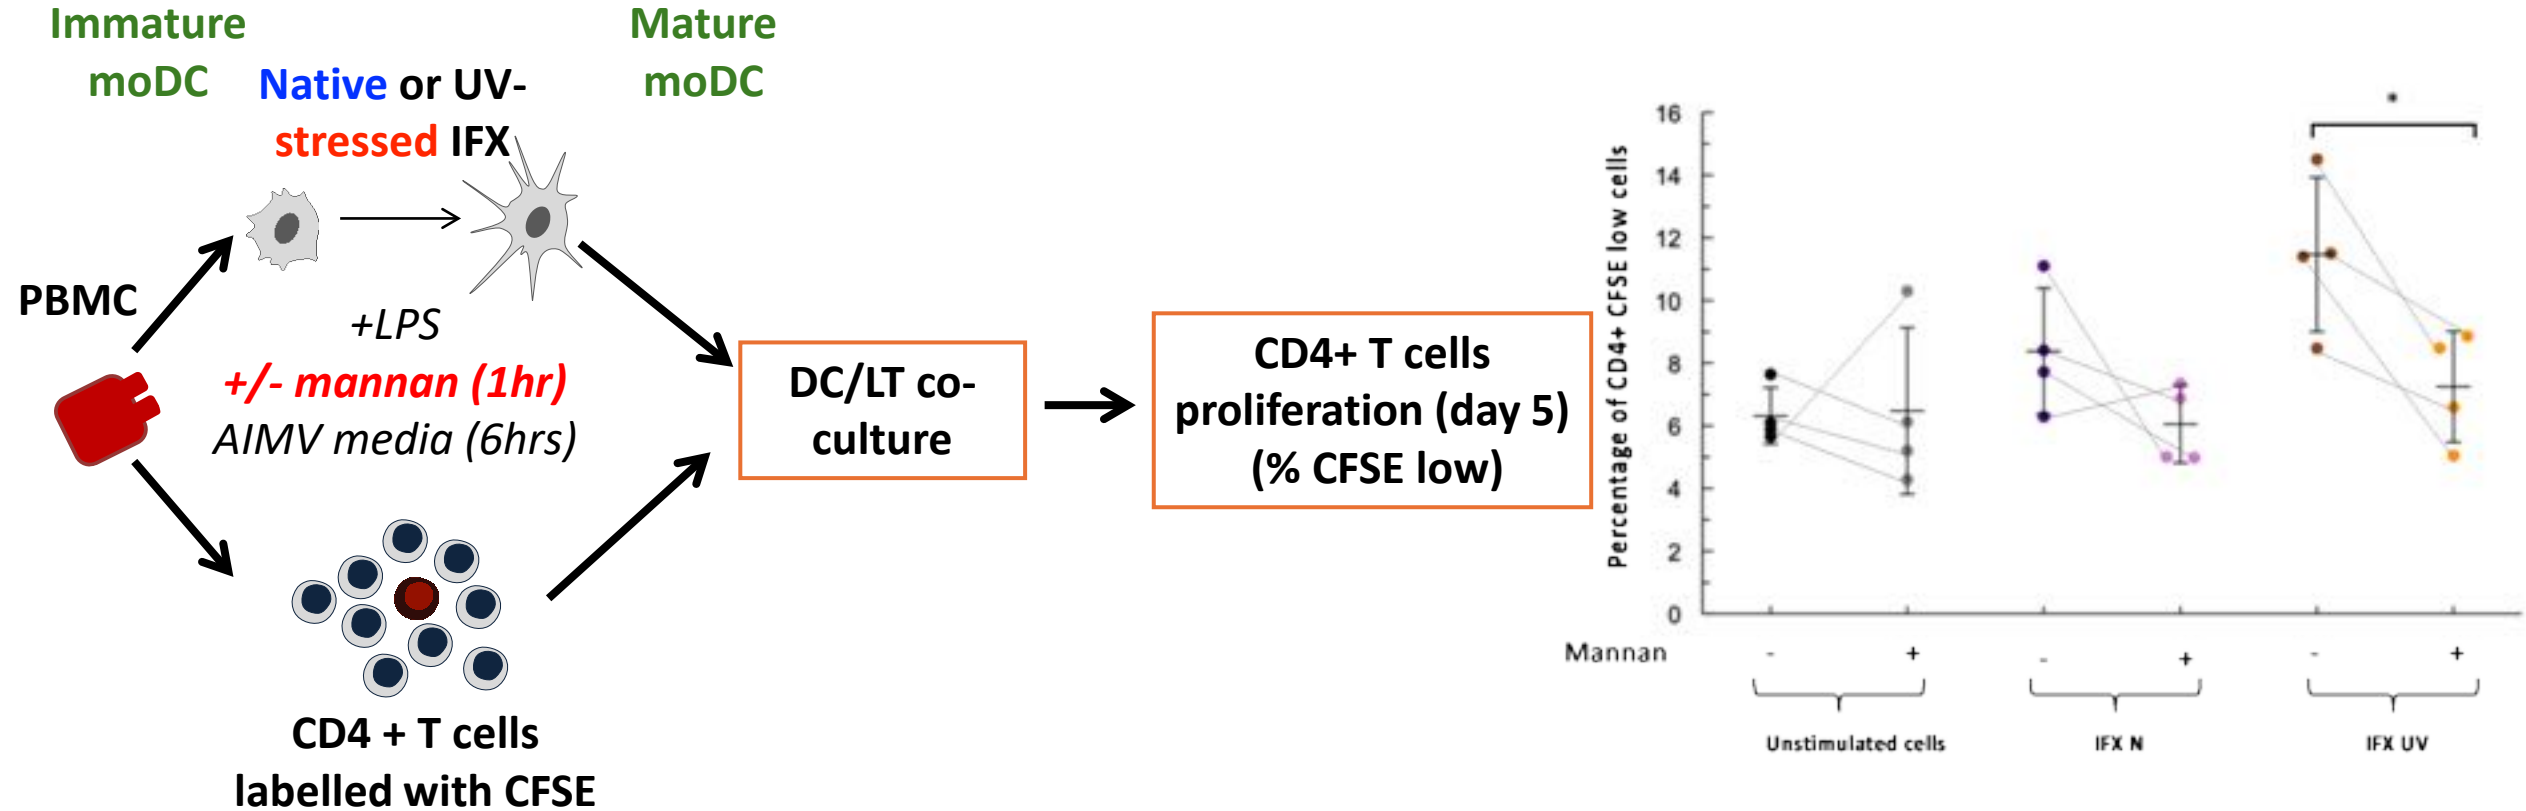 Immature
moDC
Native or UV-
stressed IFX
Mature
moDC
PBMC
+LPS
+/- mannan (1hr)
AIMV media (6hrs)
CD4 + T cells
labelled with CFSE
DC/LT co-
culture
CD4+ T cells
proliferation (day 5)
(% CFSE low)
Percentage of CD4+ CFSE low cells
16
14
12
10
8
6
4
2
0
*
Mannan - + - + - +
Unstimulated cells IFX N IFX UV